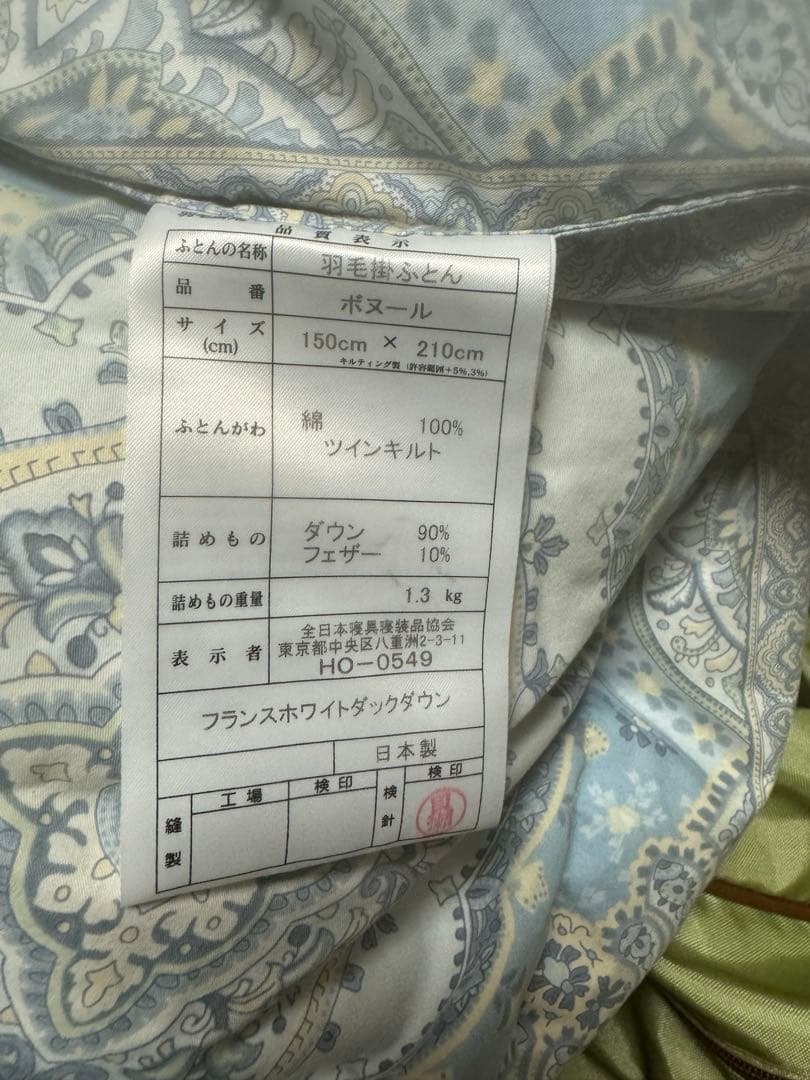 品質表示
ふとんの名称 羽毛掛ふとん
品番 ボヌール
サイズ(cm) 150cm × 210cm
キルティング製 (許容範囲+5%,3%)
ふとんがわ 綿 100%
ツインキルト
詰めもの ダウン 90%
フェザー 10%
詰めもの重量 1.3 kg
表示者 全日本寝具寝装品協会
東京都中央区八重洲2-3-11
HO-0549
フランスホワイトダックダウン
日本製
縫製 工場 検印 検針 検印